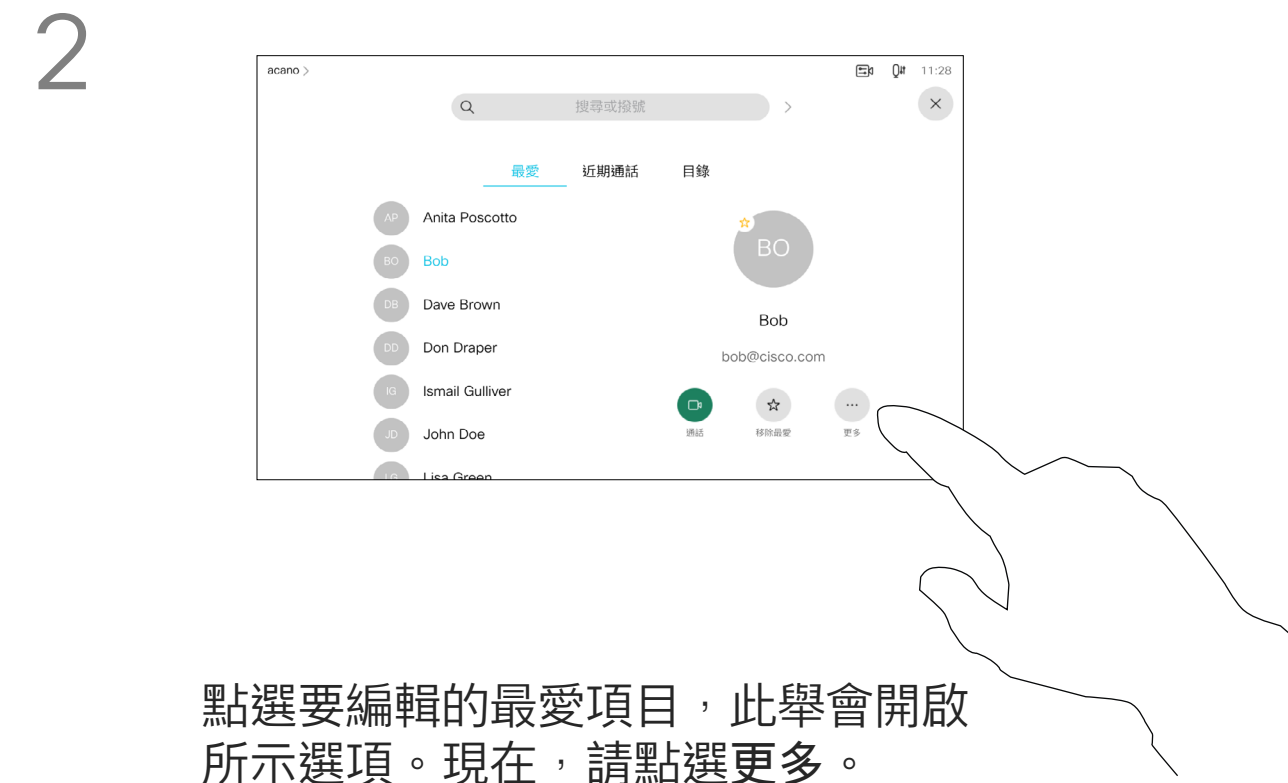 2
acano >
11:28
搜尋或撥號
最愛 近期通話 目錄
AP Anita Poscotto
BO Bob
DB Dave Brown
DD Don Draper
IG Ismail Gulliver
JD John Doe
LG Lisa Green
BO
Bob
bob@cisco.com
通話 移除最愛 更多
點選要編輯的最愛項目，此舉會開啟
所示選項。現在，請點選更多。